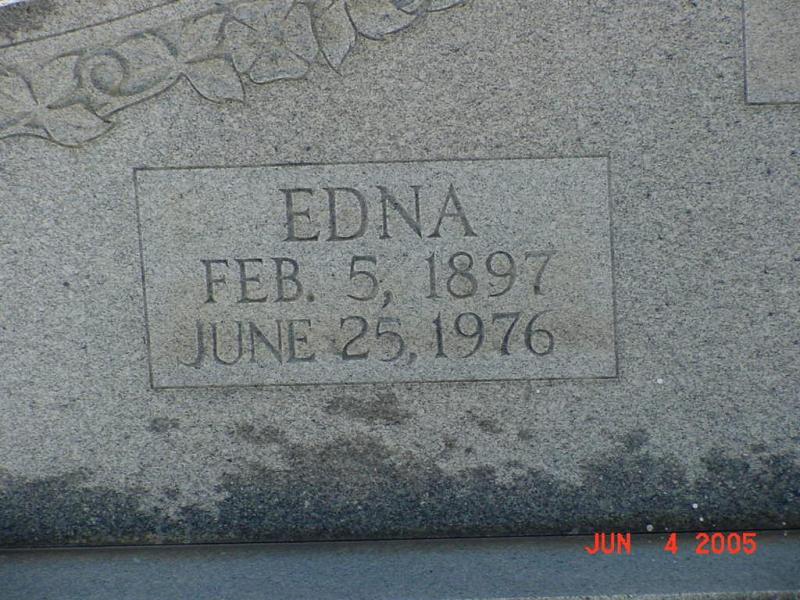 EDNA
FEB. 5, 1897
JUNE 25, 1976
JUN 4 2005